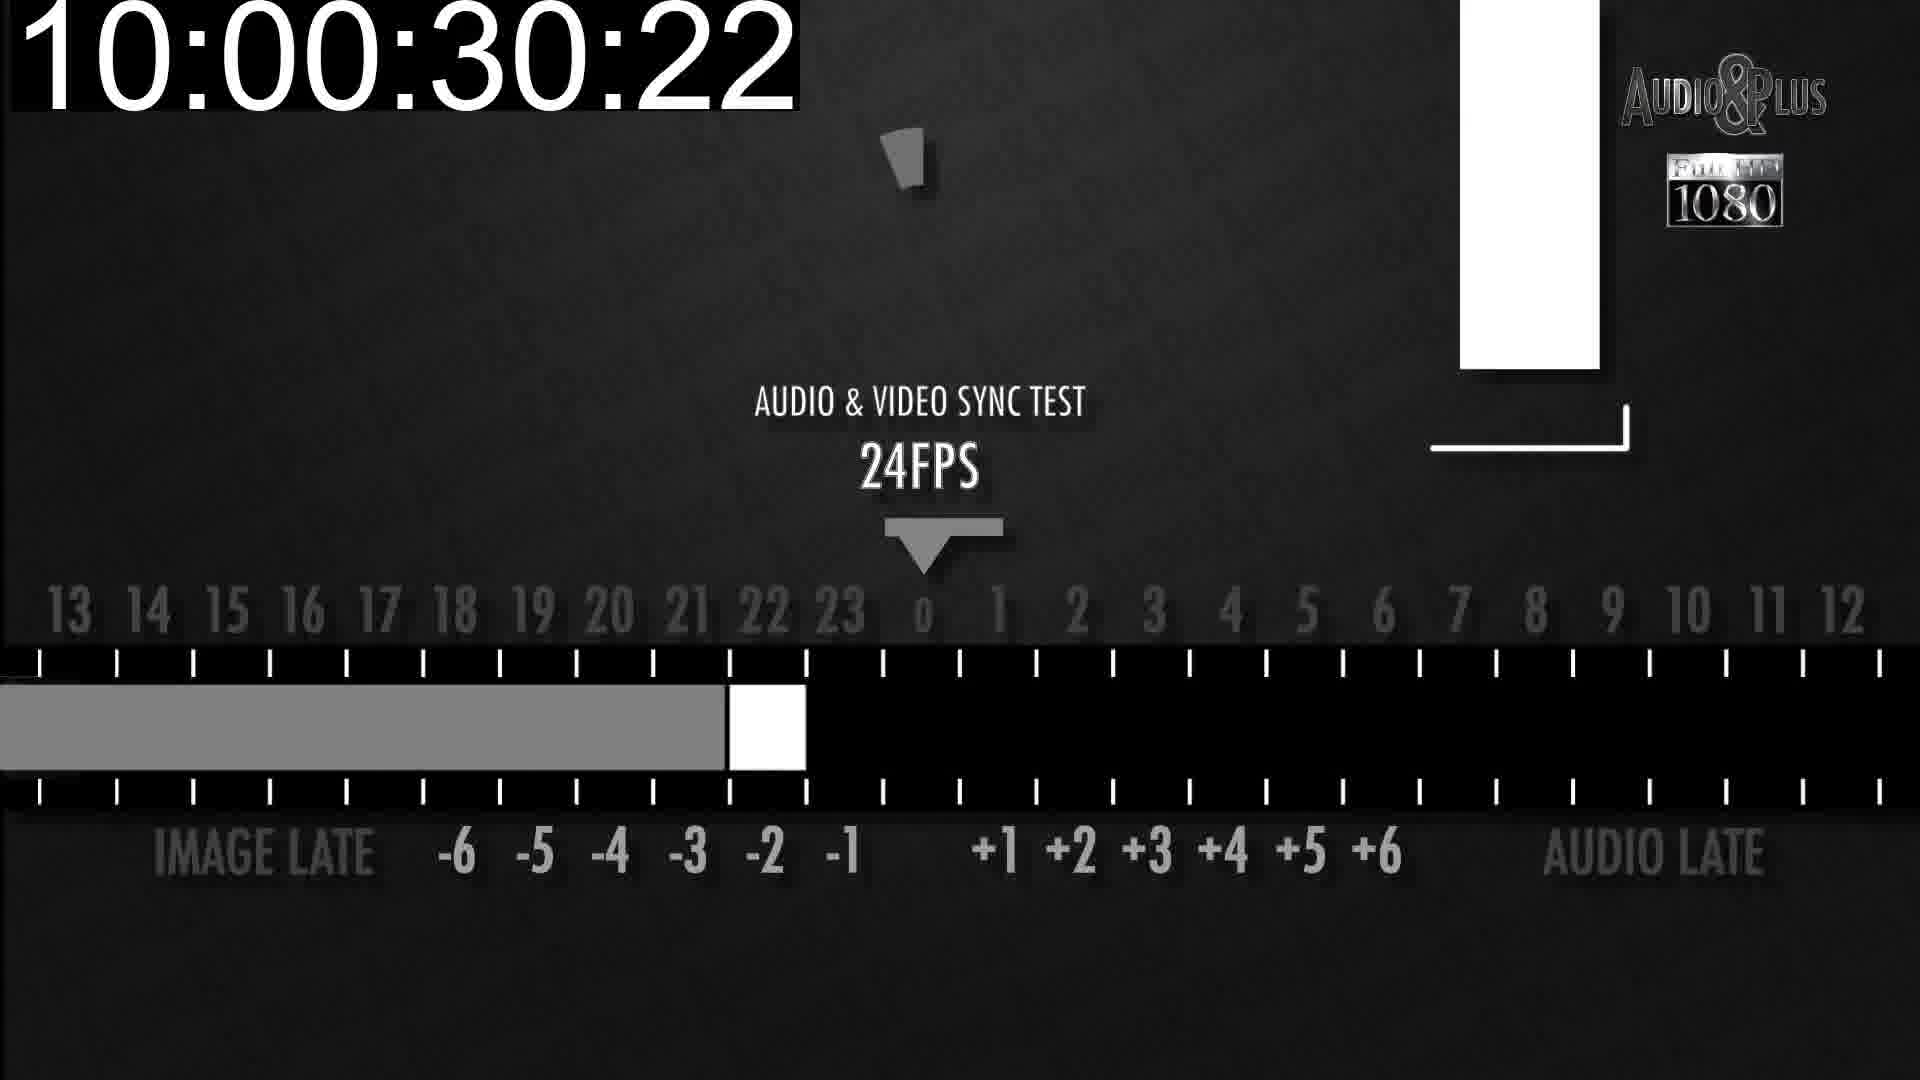 10:00:30:22
AUDIO & PLUS
FULL HD
1080
AUDIO & VIDEO SYNC TEST
24FPS
13 14 15 16 17 18 19 20 21 22 23 0 1 2 3 4 5 6 7 8 9 10 11 12
IMAGE LATE -6 -5 -4 -3 -2 -1 +1 +2 +3 +4 +5 +6 AUDIO LATE